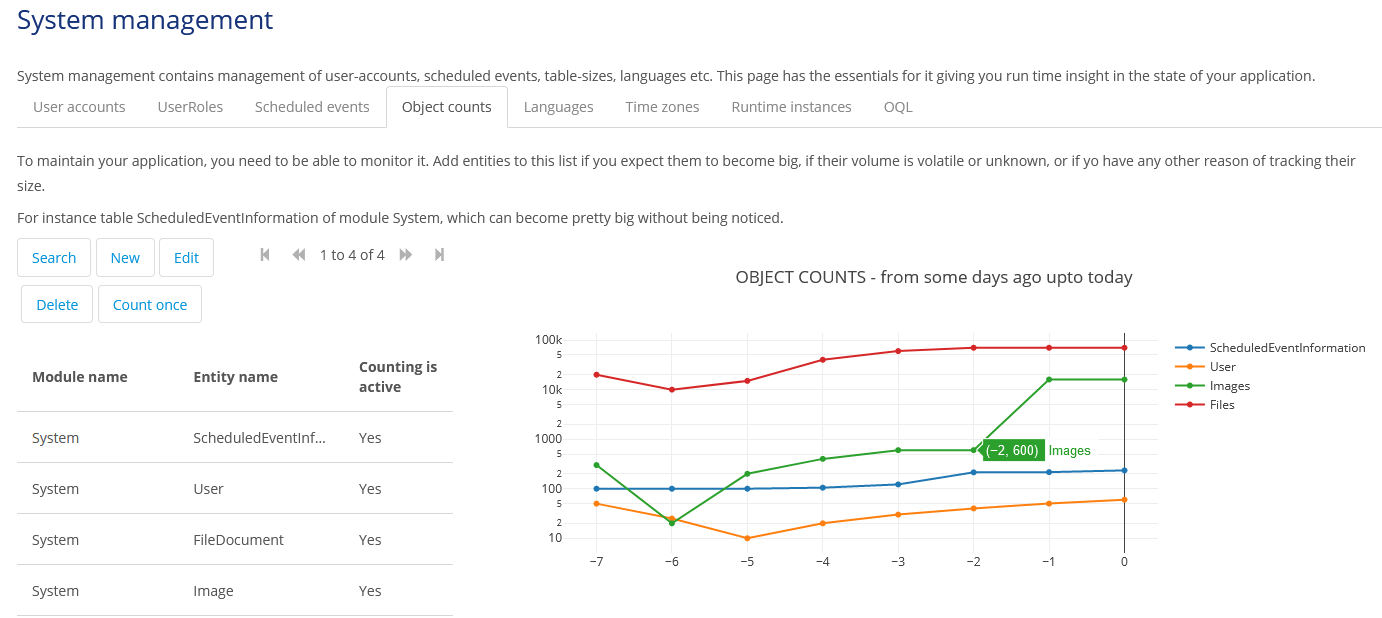 System management
System management contains management of user-accounts, scheduled events, table-sizes, languages etc. This page has the essentials for it giving you run time insight in the state of your application.
User accounts UserRoles Scheduled events Object counts Languages Time zones Runtime instances OQL
To maintain your application, you need to be able to monitor it. Add entities to this list if you expect them to become big, if their volume is volatile or unknown, or if yo have any other reason of tracking their
size.
For instance table ScheduledEventInformation of module System, which can become pretty big without being noticed.
Search New Edit 1 to 4 of 4
Delete Count once
Module name Entity name Counting is
active
System ScheduledEventInf... Yes
System User Yes
System FileDocument Yes
System Image Yes
OBJECT COUNTS - from some days ago upto today
100k
5
2
10k
5
2
1000
5
2
100
5
2
10
−7 −6 −5 −4 −3 −2 −1 0
(−2, 600) Images
ScheduledEventInformation
User
Images
Files